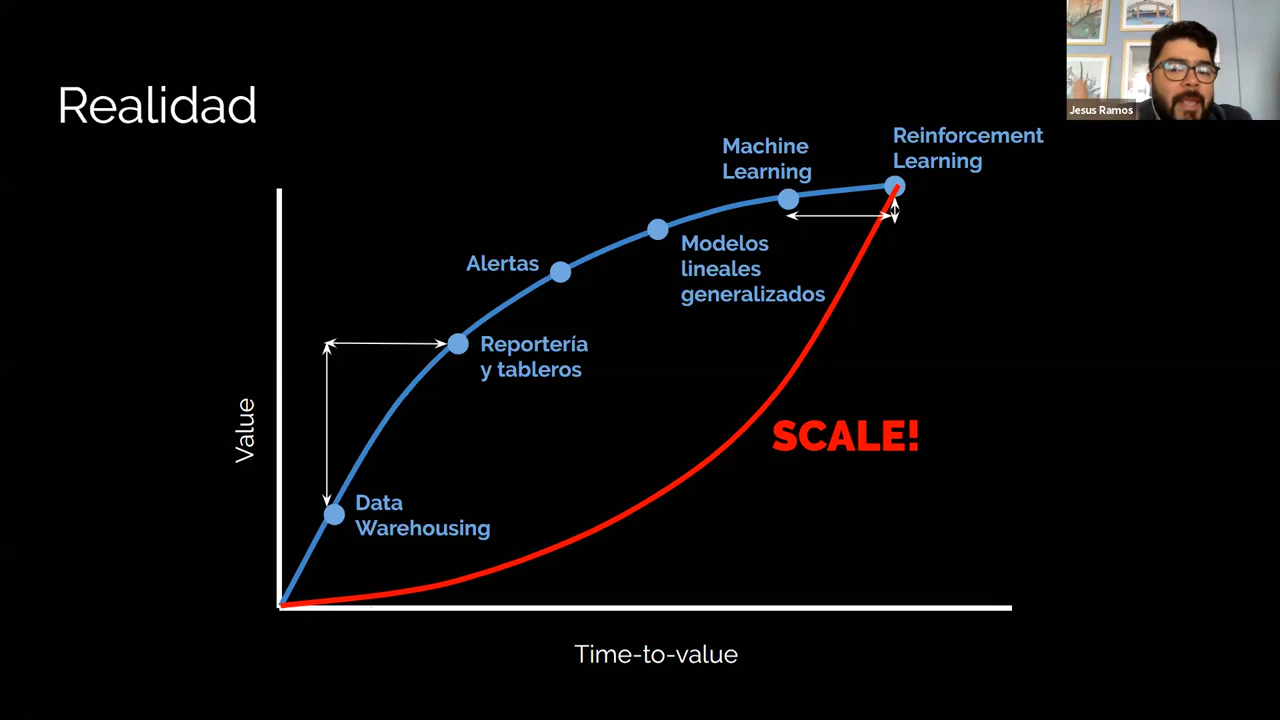 Jesus Ramos
Realidad
Machine
Learning
Reinforcement
Learning
Alertas
Modelos
lineales
generalizados
Reportería
y tableros
Value
SCALE!
Data
Warehousing
Time-to-value